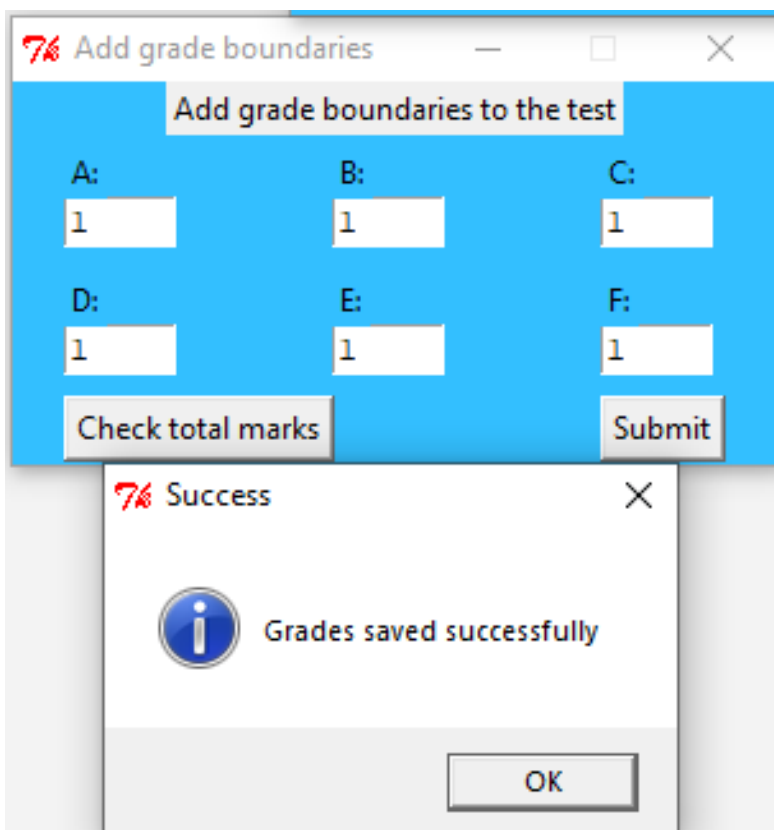 Add grade boundaries
Add grade boundaries to the test
A: B: C:
1 1 1
D: E: F:
1 1 1
Check total marks Submit
Success
Grades saved successfully
OK